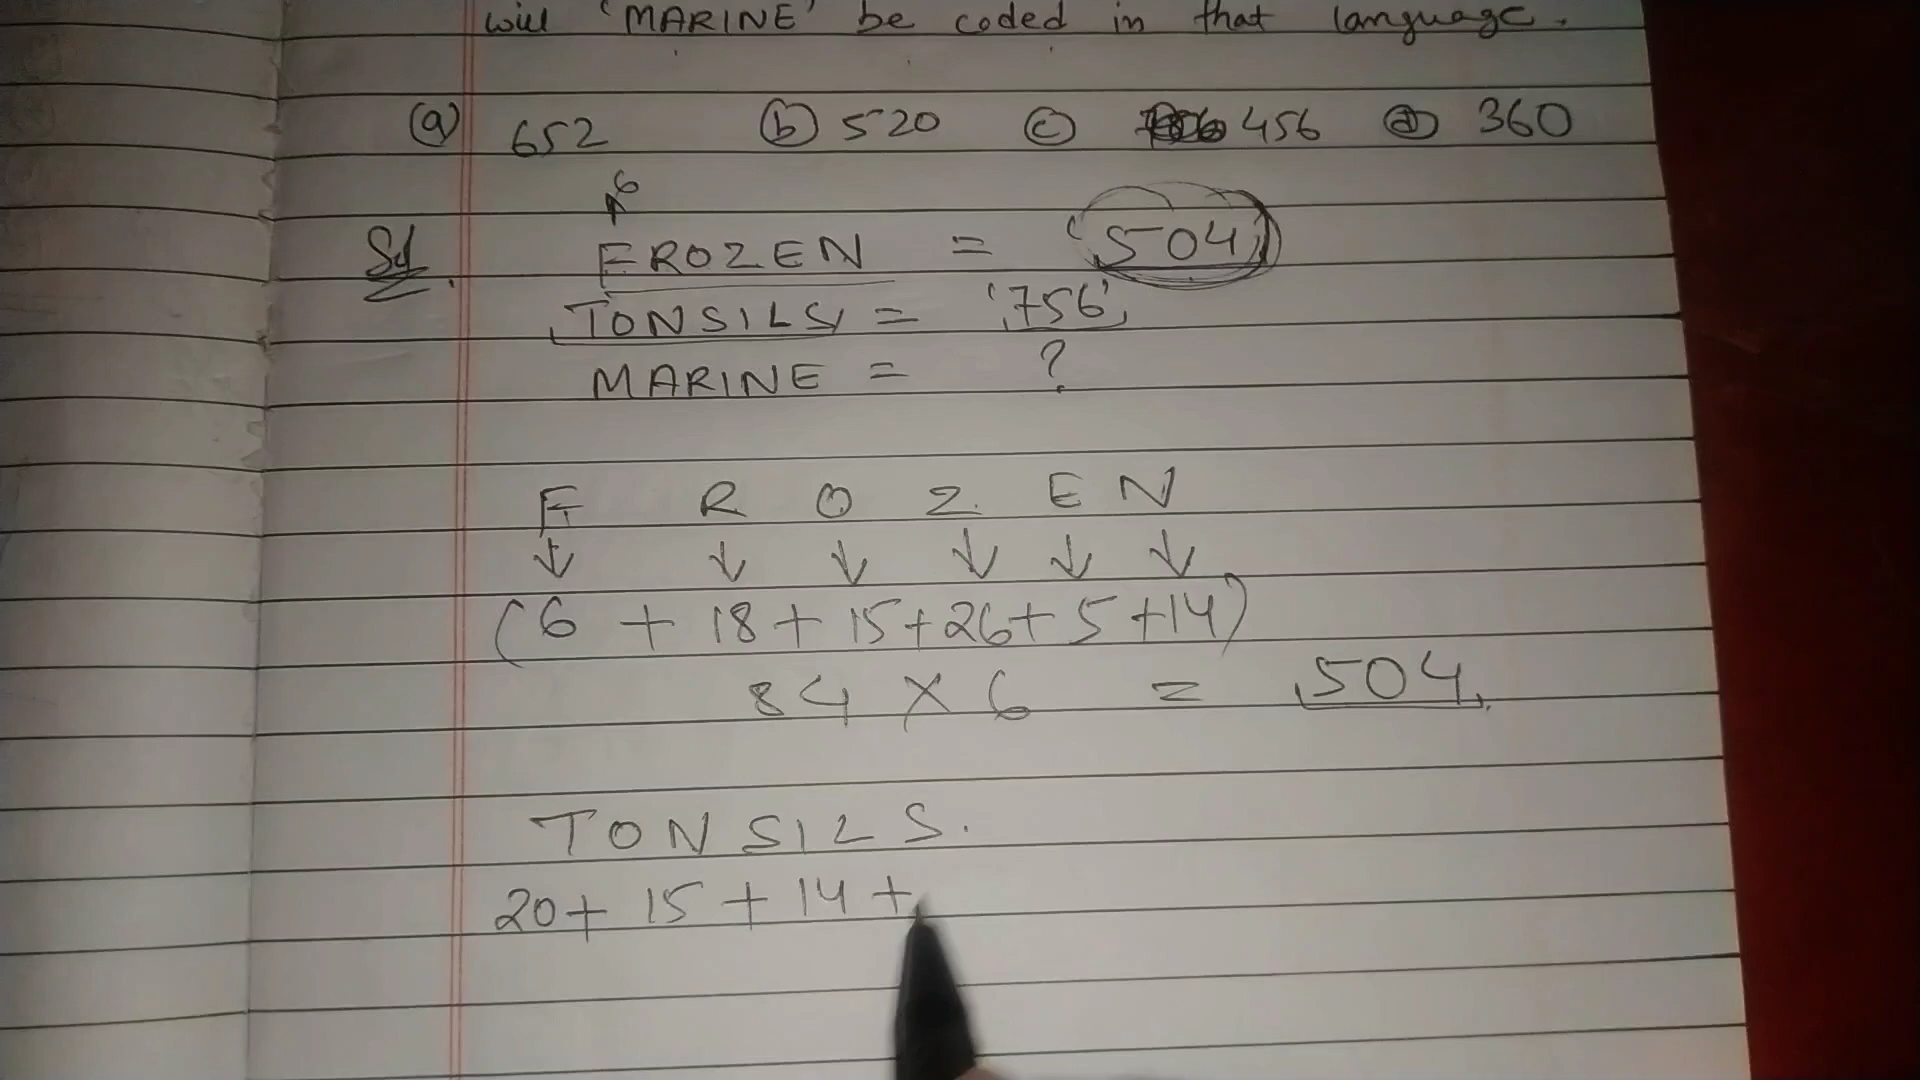 will 'MARINE' be coded in that language.
(a) 652 (b) 520 (c) 456 (d) 360
6
Sol. FROZEN = '504'
TONSILS = '756'
MARINE = ?
F R O Z E N
↓ ↓ ↓ ↓ ↓ ↓
(6 + 18 + 15 + 26 + 5 + 14)
84 × 6 = 504
TONSILS.
20 + 15 + 14 +